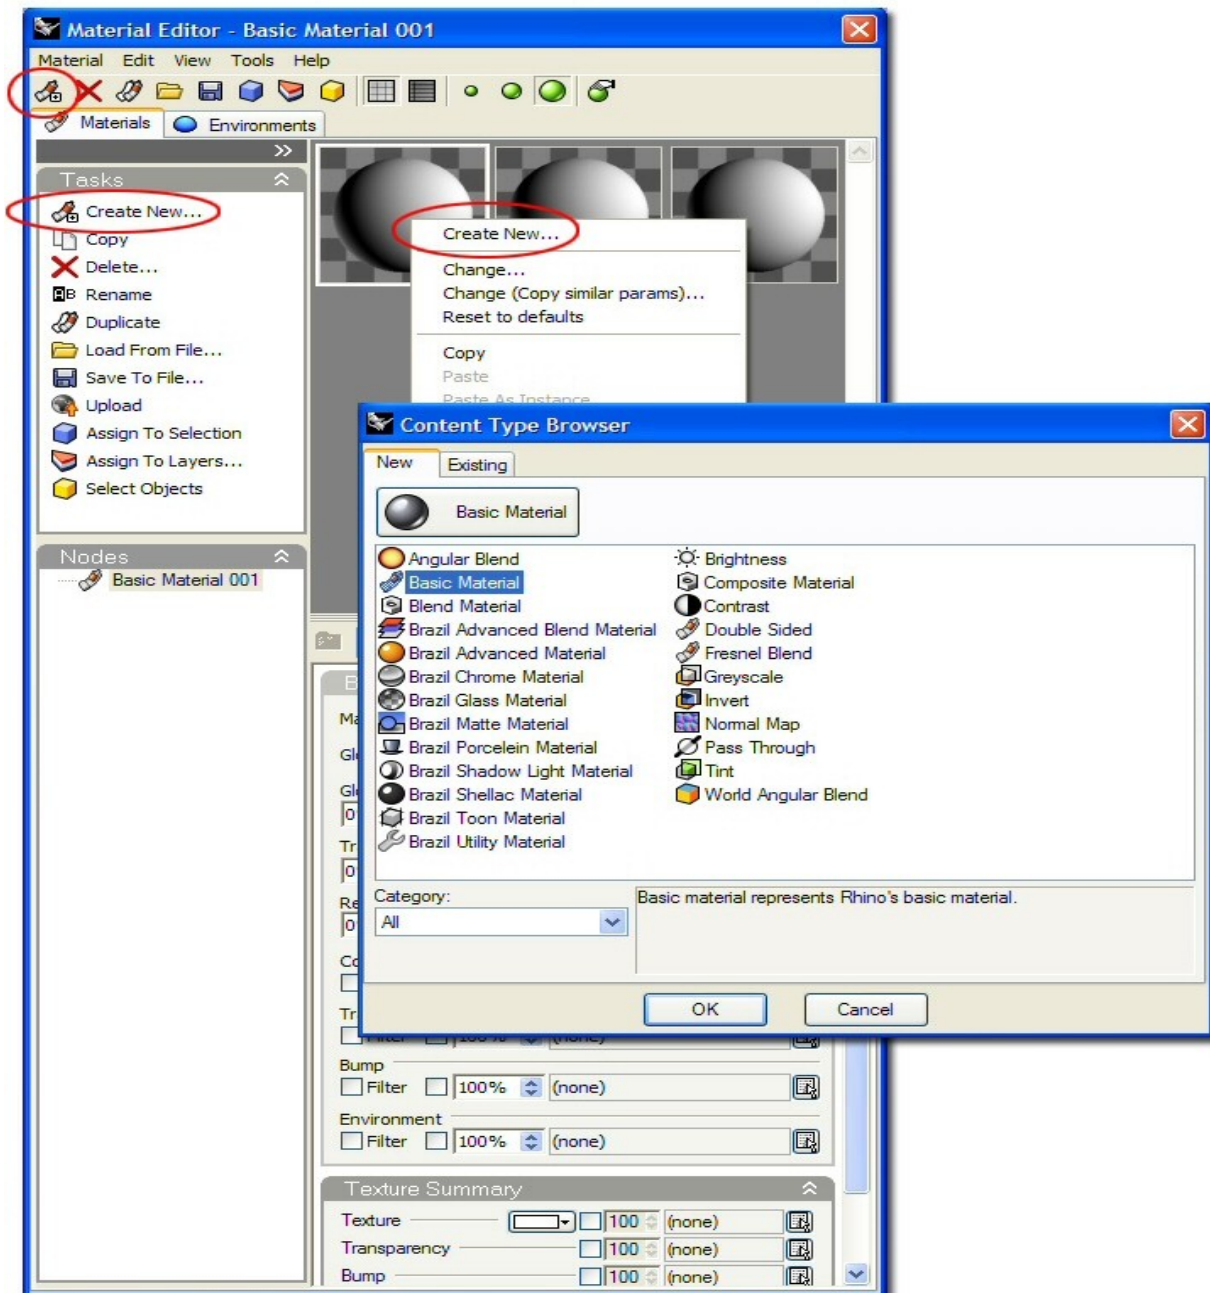 Material Editor - Basic Material 001
Material Edit View Tools Help
Materials Environments
Tasks
Create New...
Copy
Delete...
Rename
Duplicate
Load From File...
Save To File...
Upload
Assign To Selection
Assign To Layers...
Select Objects
Nodes
Basic Material 001
Create New...
Change...
Change (Copy similar params)...
Reset to defaults
Copy
Paste
Paste As Instance
Content Type Browser
New Existing
Basic Material
Angular Blend
Basic Material
Blend Material
Brazil Advanced Blend Material
Brazil Advanced Material
Brazil Chrome Material
Brazil Glass Material
Brazil Matte Material
Brazil Porcelein Material
Brazil Shadow Light Material
Brazil Shellac Material
Brazil Toon Material
Brazil Utility Material
Brightness
Composite Material
Contrast
Double Sided
Fresnel Blend
Greyscale
Invert
Normal Map
Pass Through
Tint
World Angular Blend
Category:
All
Basic material represents Rhino's basic material.
OK Cancel
Bump
Filter 100% (none)
Environment
Filter 100% (none)
Texture Summary
Texture 100 (none)
Transparency 100 (none)
Bump 100 (none)